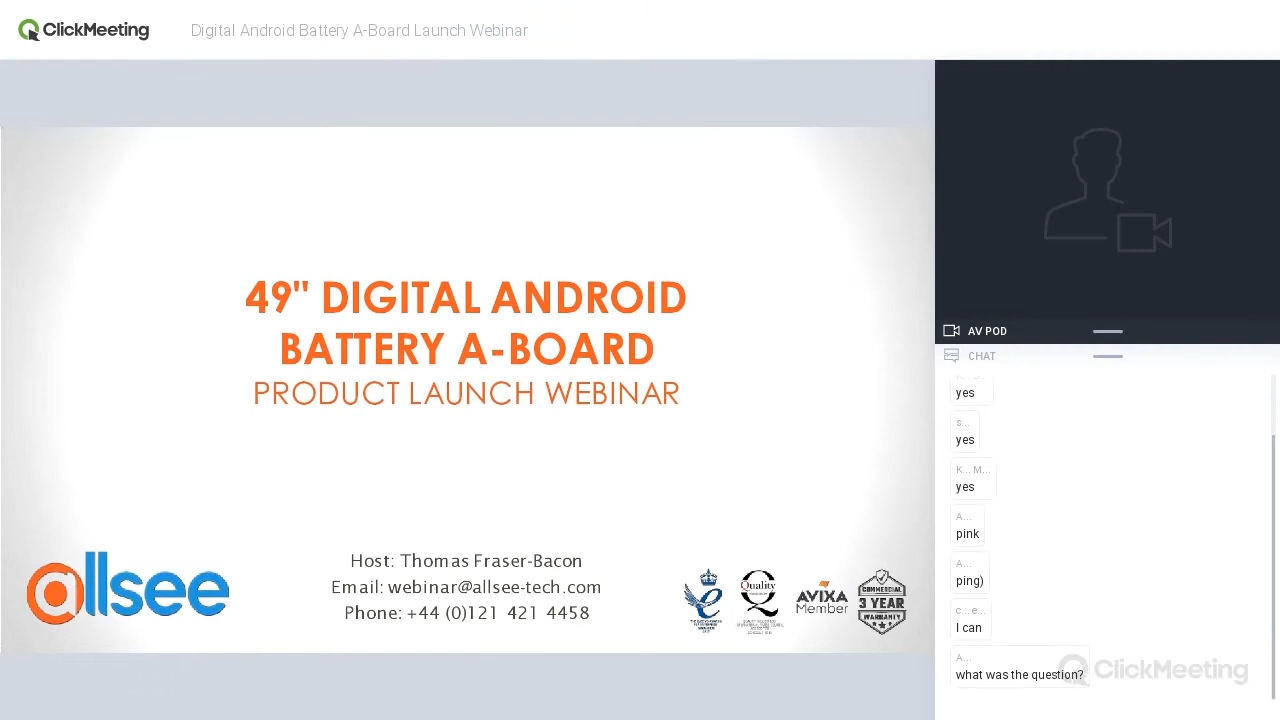 ClickMeeting
Digital Android Battery A-Board Launch Webinar
49" DIGITAL ANDROID
BATTERY A-BOARD
PRODUCT LAUNCH WEBINAR
allsee
Host: Thomas Fraser-Bacon
Email: webinar@allsee-tech.com
Phone: +44 (0)121 421 4458
Quality
AVIXA
Member
COMMERCIAL
3 YEAR
WARRANTY
AV POD
CHAT
yes
s...
yes
K... M...
yes
A...
pink
A...
ping)
c... e...
I can
A...
what was the question?
ClickMeeting